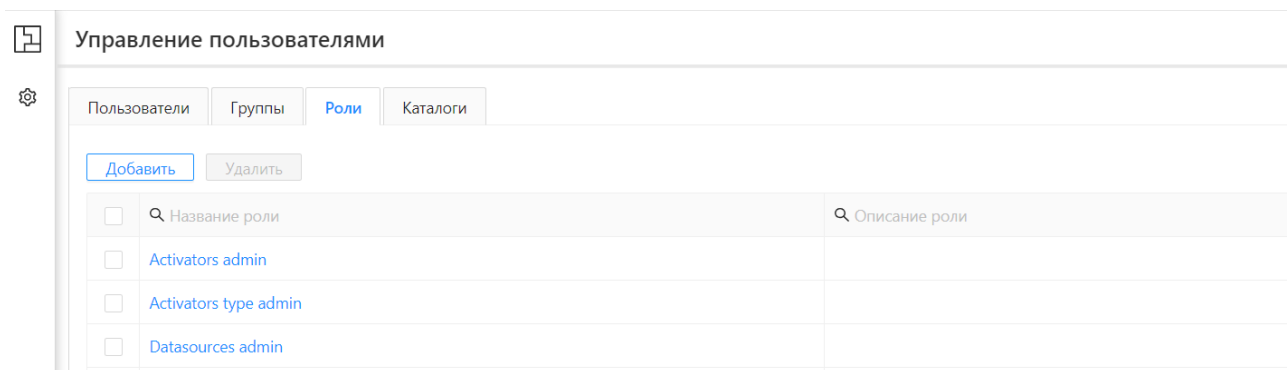 Управление пользователями
Пользователи Группы Роли Каталоги
Добавить Удалить
Название роли Описание роли
Activators admin
Activators type admin
Datasources admin